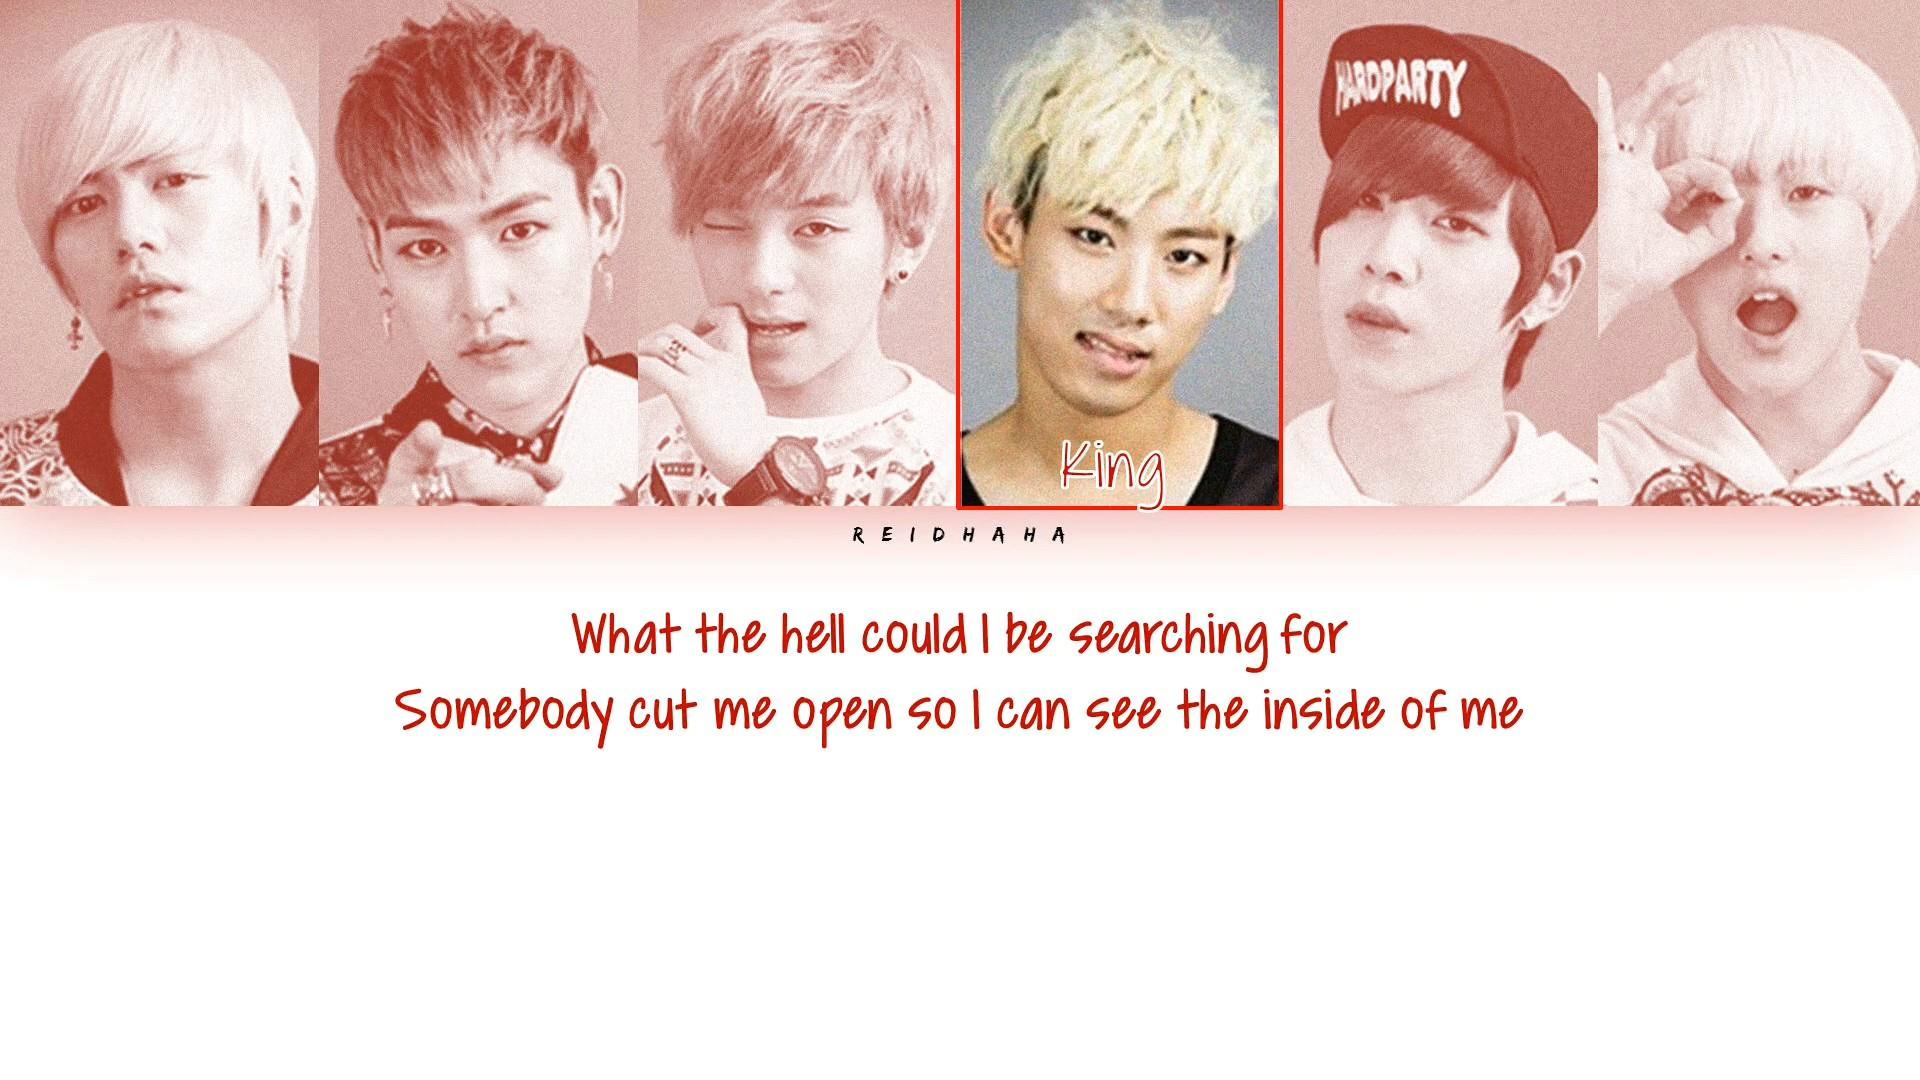 HARDPARTY
King
REIDHAHA
What the hell could I be searching for
Somebody cut me open so I can see the inside of me